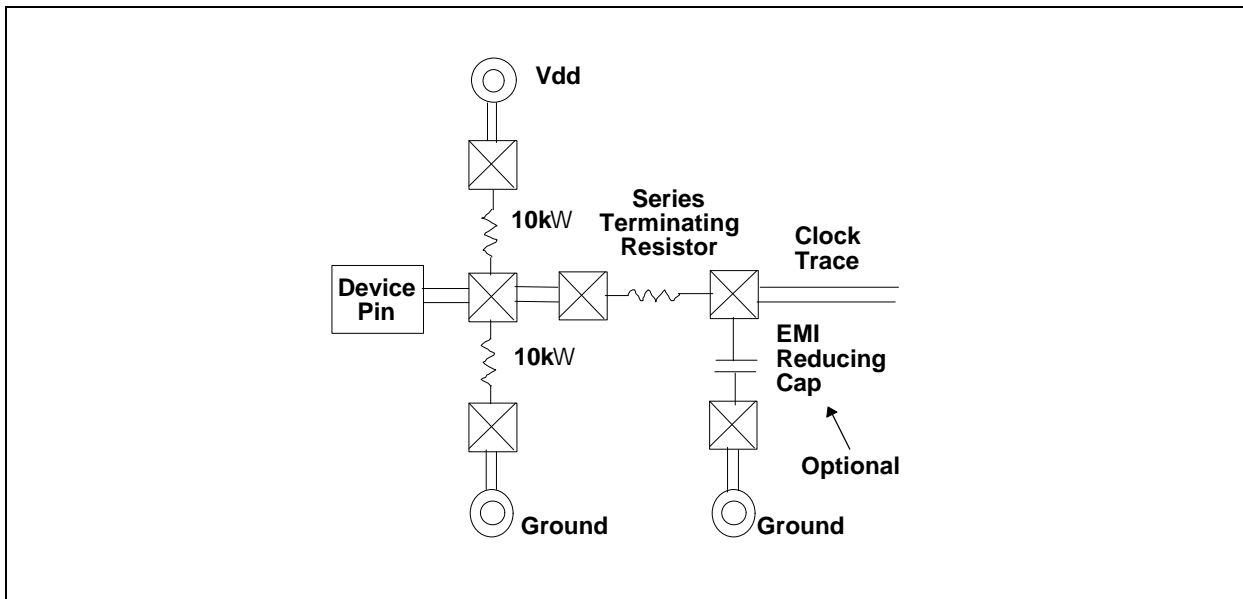 Vdd
10kW
Series
Terminating
Resistor
Clock
Trace
Device
Pin
10kW
EMI
Reducing
Cap
Optional
Ground
Ground